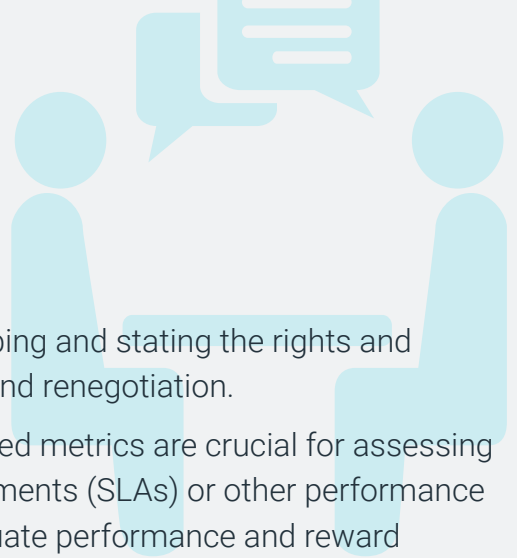 ping and stating the rights and
nd renegotiation.
ed metrics are crucial for assessing
ments (SLAs) or other performance
uate performance and reward